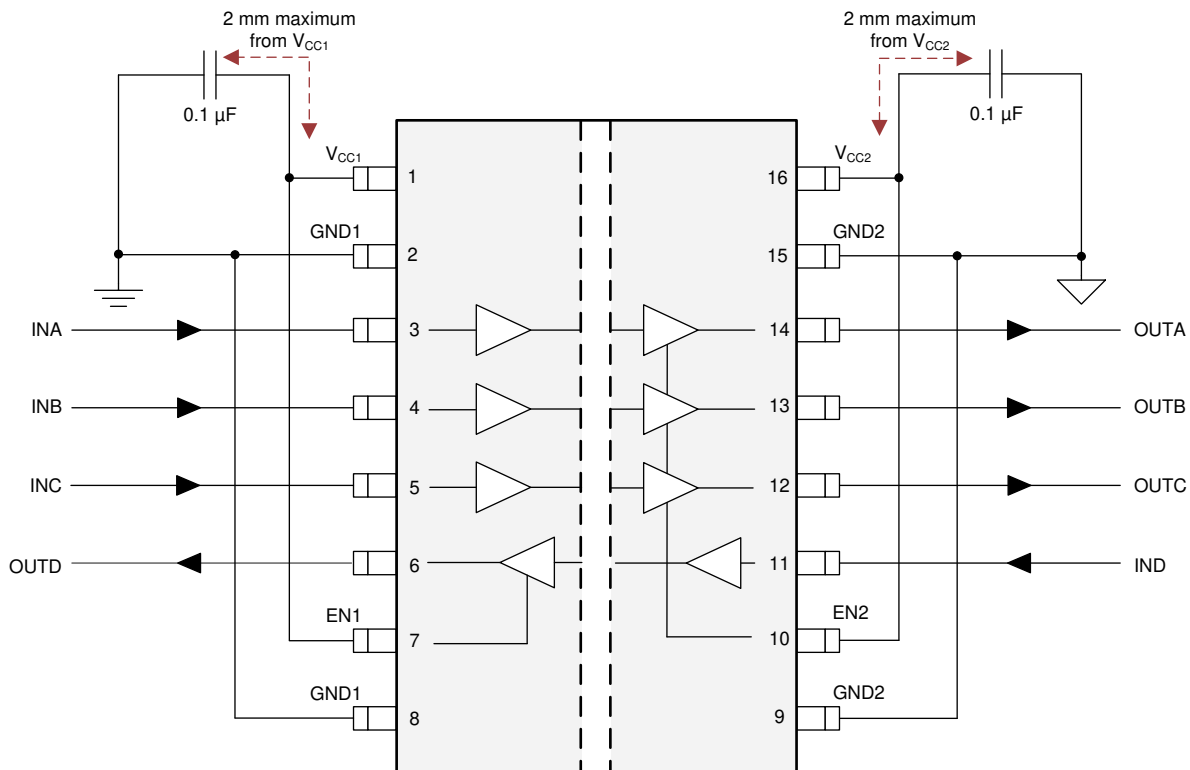 2 mm maximum
from VCC1
2 mm maximum
from VCC2
0.1 µF
0.1 µF
VCC1
1
16
VCC2
GND1
2
15
GND2
INA
3
14
OUTA
INB
4
13
OUTB
INC
5
12
OUTC
OUTD
6
11
IND
EN1
7
10
EN2
GND1
8
9
GND2